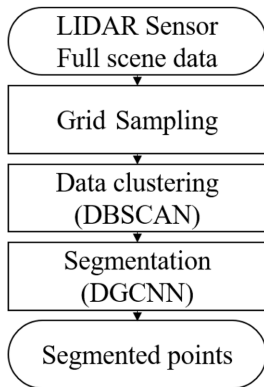 LIDAR Sensor
Full scene data
Grid Sampling
Data clustering
(DBSCAN)
Segmentation
(DGCNN)
Segmented points